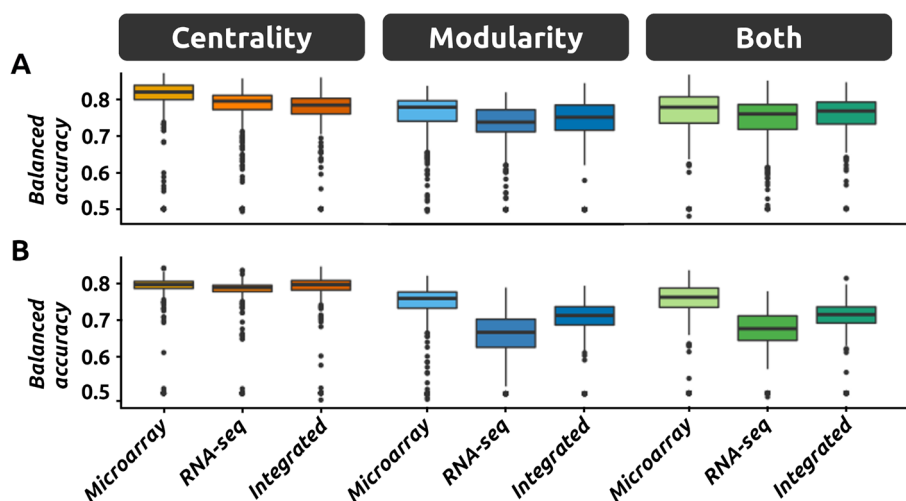 Centrality Modularity Both
A
Balanced
accuracy
0.8
0.7
0.6
0.5
B
Balanced
accuracy
0.8
0.7
0.6
0.5
Microarray RNA-seq Integrated Microarray RNA-seq Integrated Microarray RNA-seq Integrated